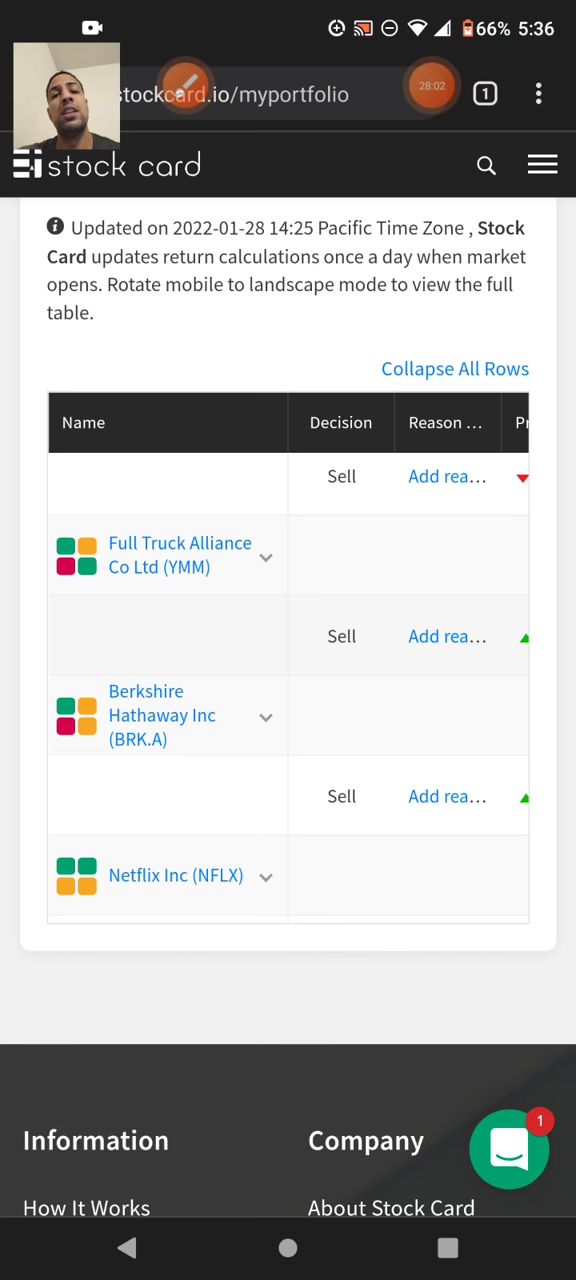 66% 5:36
stockcard.io/myportfolio
28:02
1
stock card
Updated on 2022-01-28 14:25 Pacific Time Zone , Stock
Card updates return calculations once a day when market
opens. Rotate mobile to landscape mode to view the full
table.
Collapse All Rows
Name Decision Reason ... Pr
Sell Add rea...
Full Truck Alliance
Co Ltd (YMM)
Sell Add rea...
Berkshire
Hathaway Inc
(BRK.A)
Sell Add rea...
Netflix Inc (NFLX)
Information Company
1
How It Works About Stock Card